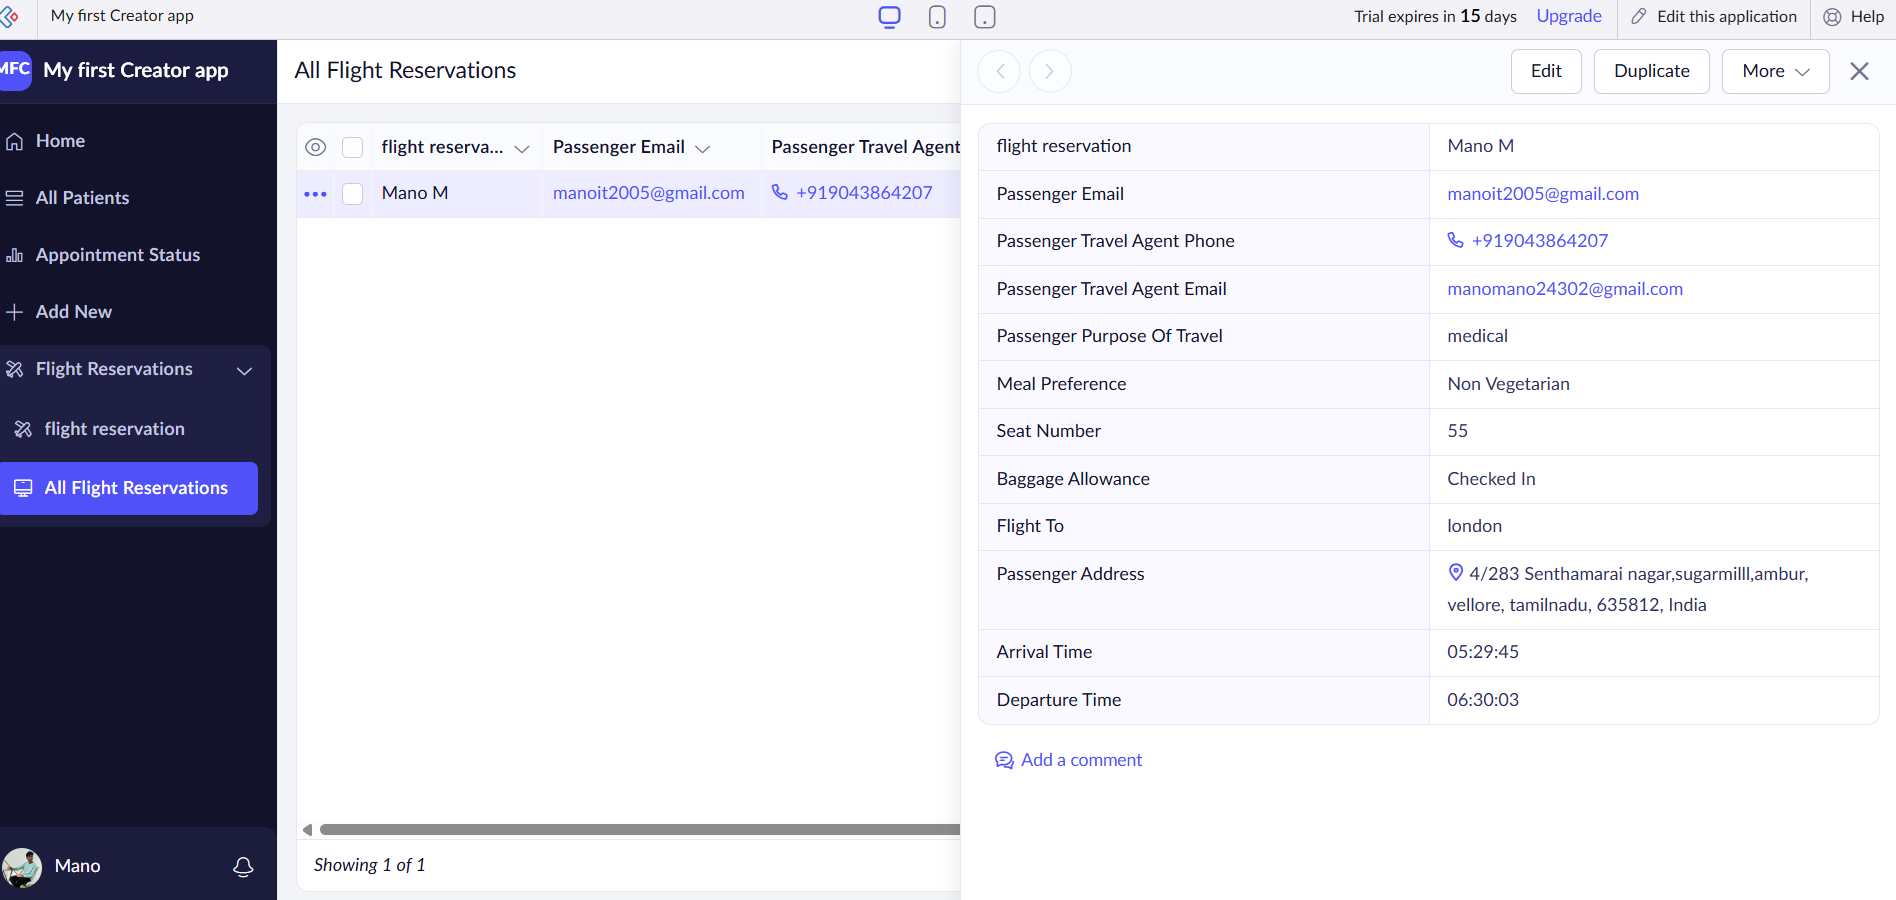 My first Creator app
Trial expires in 15 days Upgrade Edit this application Help
MFC My first Creator app
Home
All Patients
Appointment Status
Add New
Flight Reservations
flight reservation
All Flight Reservations
Mano
All Flight Reservations
flight reserva... Passenger Email Passenger Travel Agent
Mano M manoit2005@gmail.com +919043864207
Showing 1 of 1
Edit Duplicate More
flight reservation Mano M
Passenger Email manoit2005@gmail.com
Passenger Travel Agent Phone +919043864207
Passenger Travel Agent Email manomano24302@gmail.com
Passenger Purpose Of Travel medical
Meal Preference Non Vegetarian
Seat Number 55
Baggage Allowance Checked In
Flight To london
Passenger Address 4/283 Senthamarai nagar,sugarmilll,ambur,
vellore, tamilnadu, 635812, India
Arrival Time 05:29:45
Departure Time 06:30:03
Add a comment